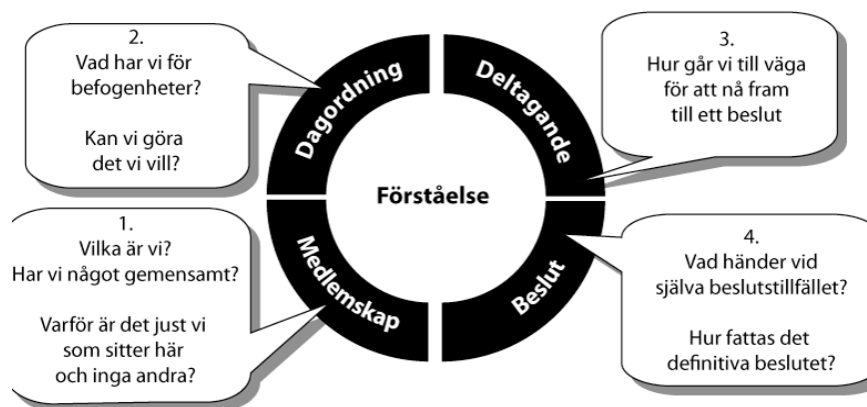 2.
Vad har vi för
befogenheter?
Kan vi göra
det vi vill?
Dagordning
Deltagande
3.
Hur går vi till väga
för att nå fram
till ett beslut
Förståelse
1.
Vilka är vi?
Har vi något gemensamt?
Varför är det just vi
som sitter här
och inga andra?
Medlemskap
Beslut
4.
Vad händer vid
själva beslutstillfället?
Hur fattas det
definitiva beslutet?